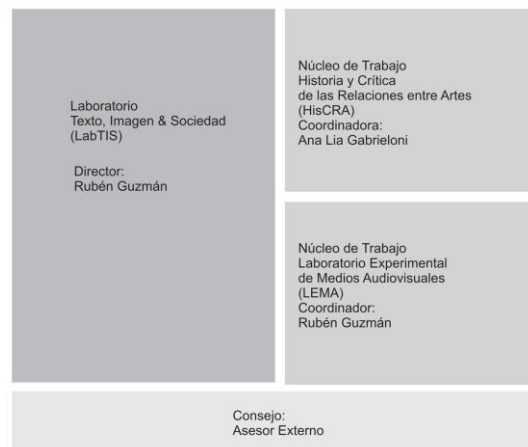 Laboratorio
Texto, Imagen & Sociedad
(LabTIS)
Director:
Rubén Guzmán
Núcleo de Trabajo
Historia y Crítica
de las Relaciones entre Artes
(HisCRA)
Coordinadora:
Ana Lia Gabrieloni
Núcleo de Trabajo
Laboratorio Experimental
de Medios Audiovisuales
(LEMA)
Coordinador:
Rubén Guzmán
Consejo:
Asesor Externo